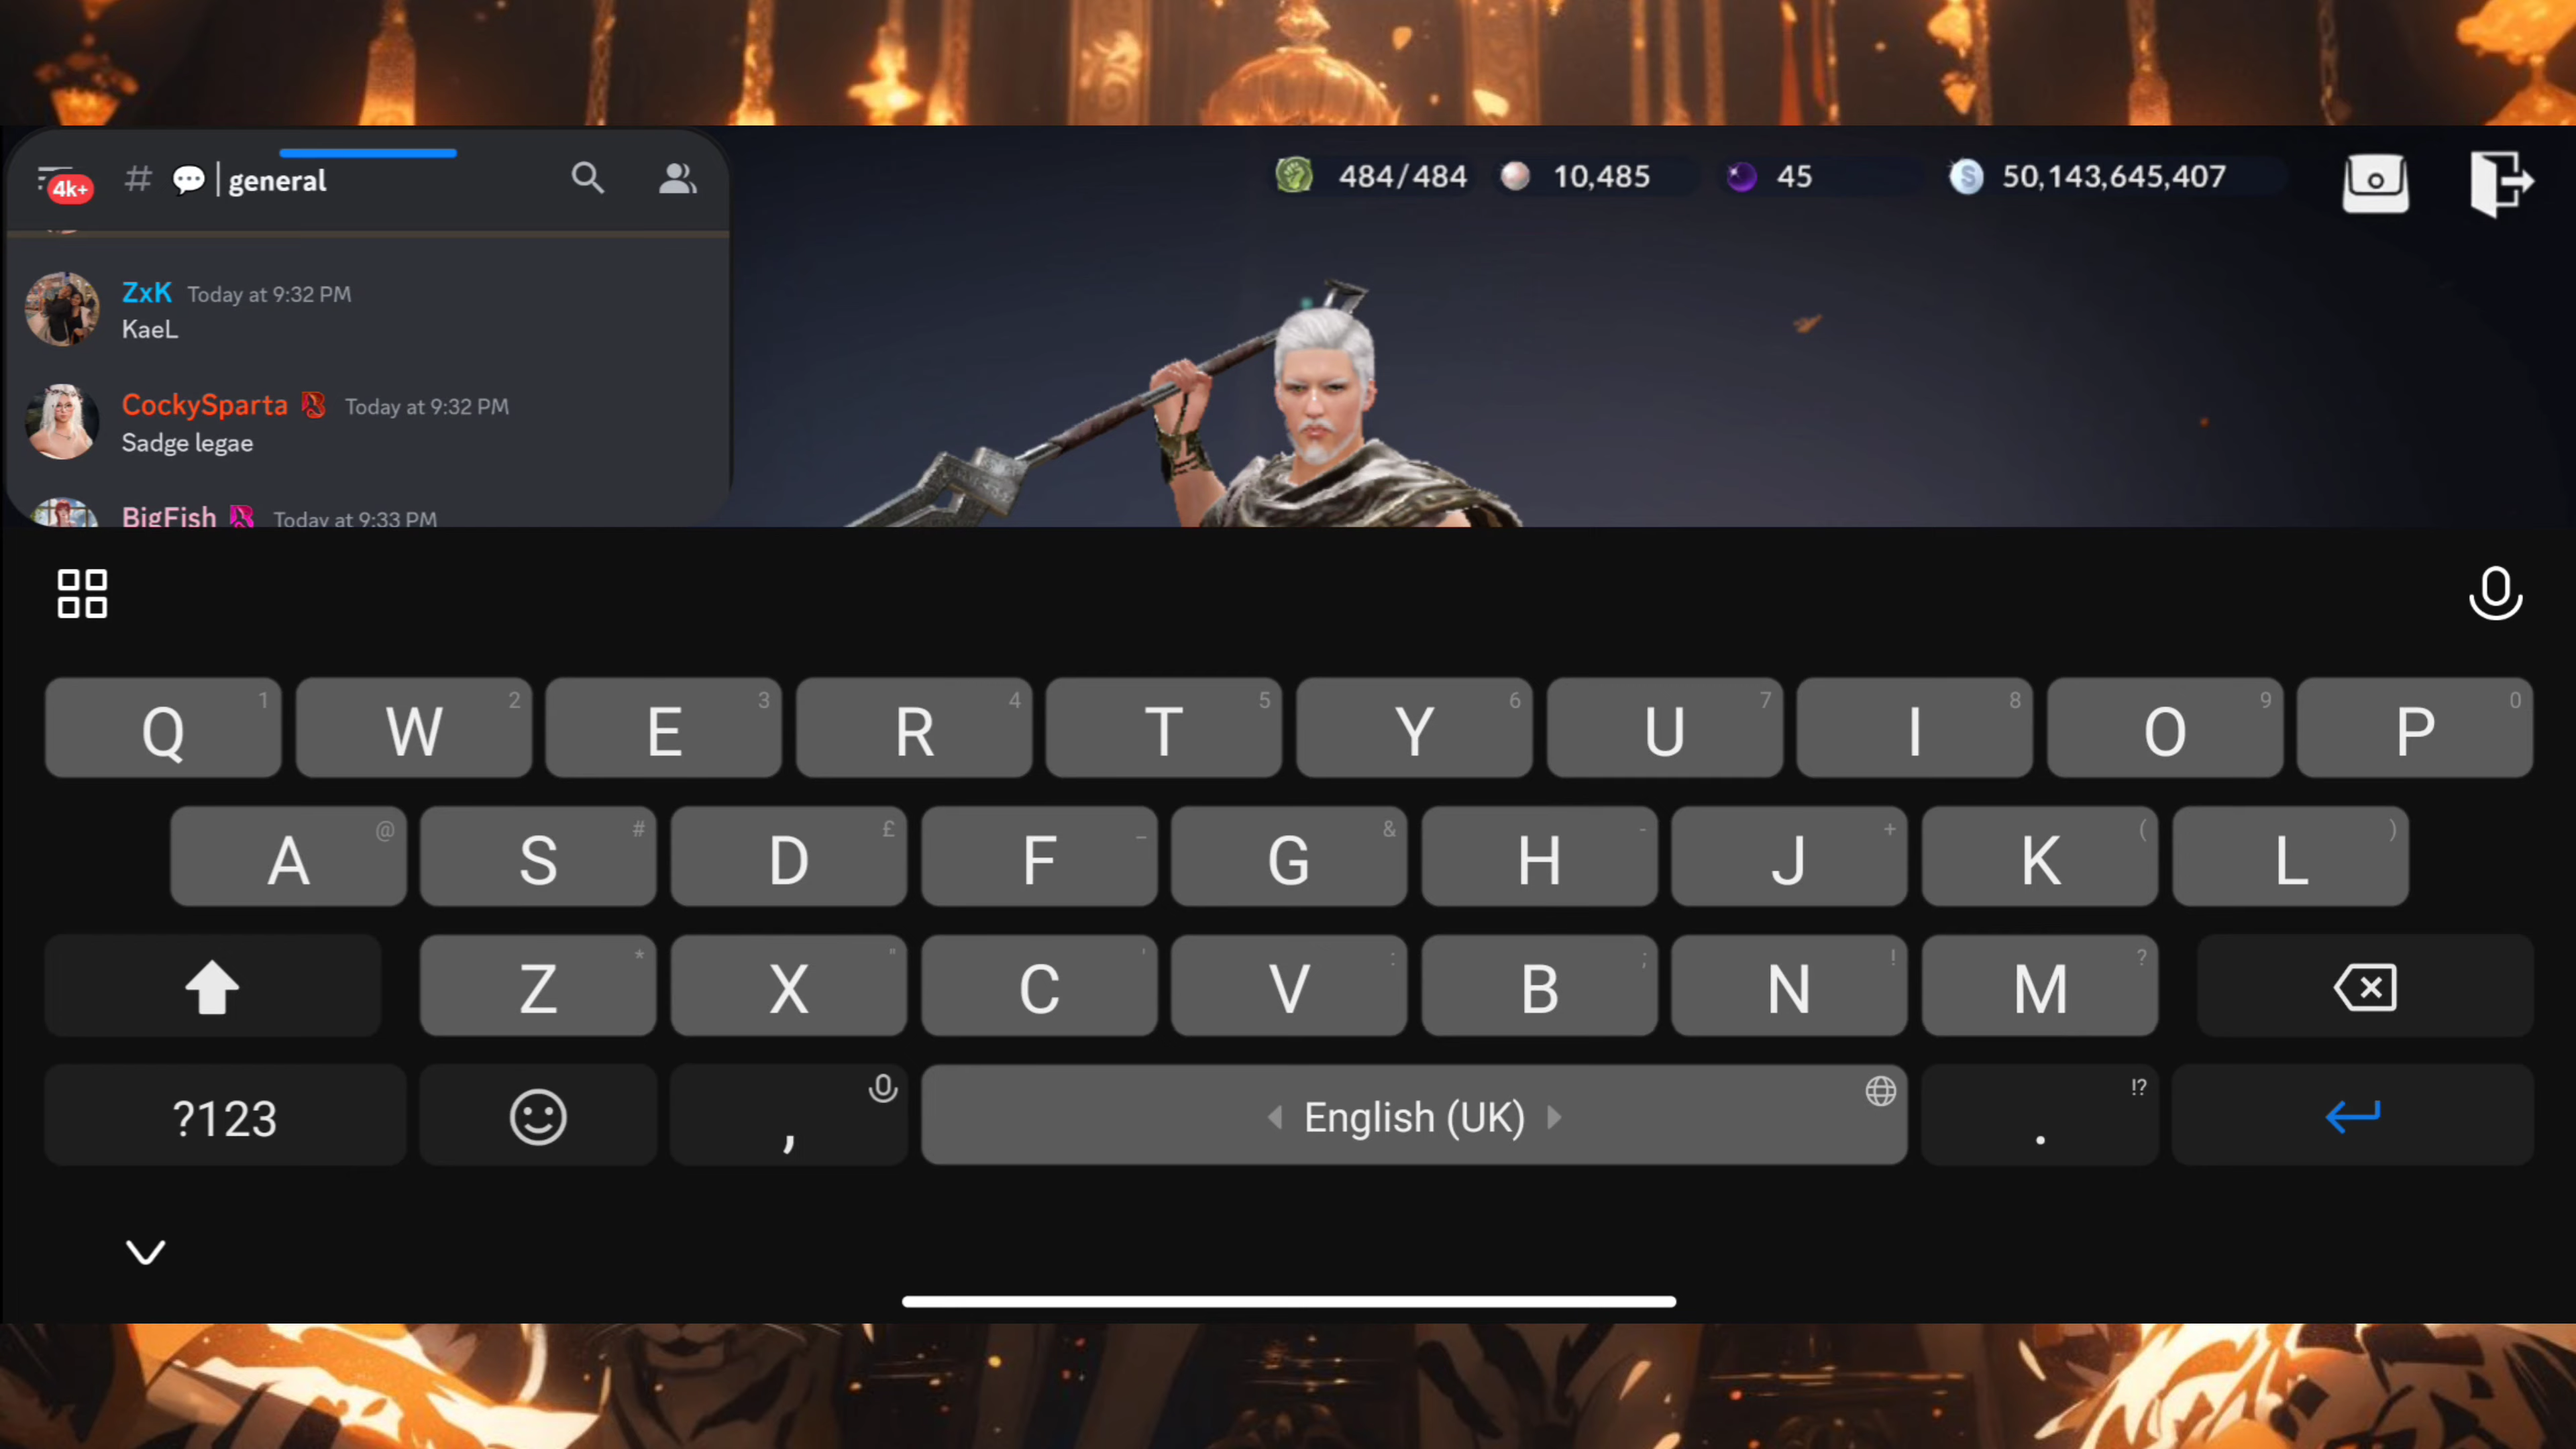 4k+ # 💬 | general
484/484 10,485 45 50,143,645,407
ZxK Today at 9:32 PM
KaeL
CockySparta Today at 9:32 PM
Sadge legae
BigFish Today at 9:33 PM
Q 1 W 2 E 3 R 4 T 5 Y 6 U 7 I 8 O 9 P 0
A @ S # D £ F _ G & H - J + K ( L )
Z * X " C ' V : B ; N ! M ?
?123 , English (UK) . !?